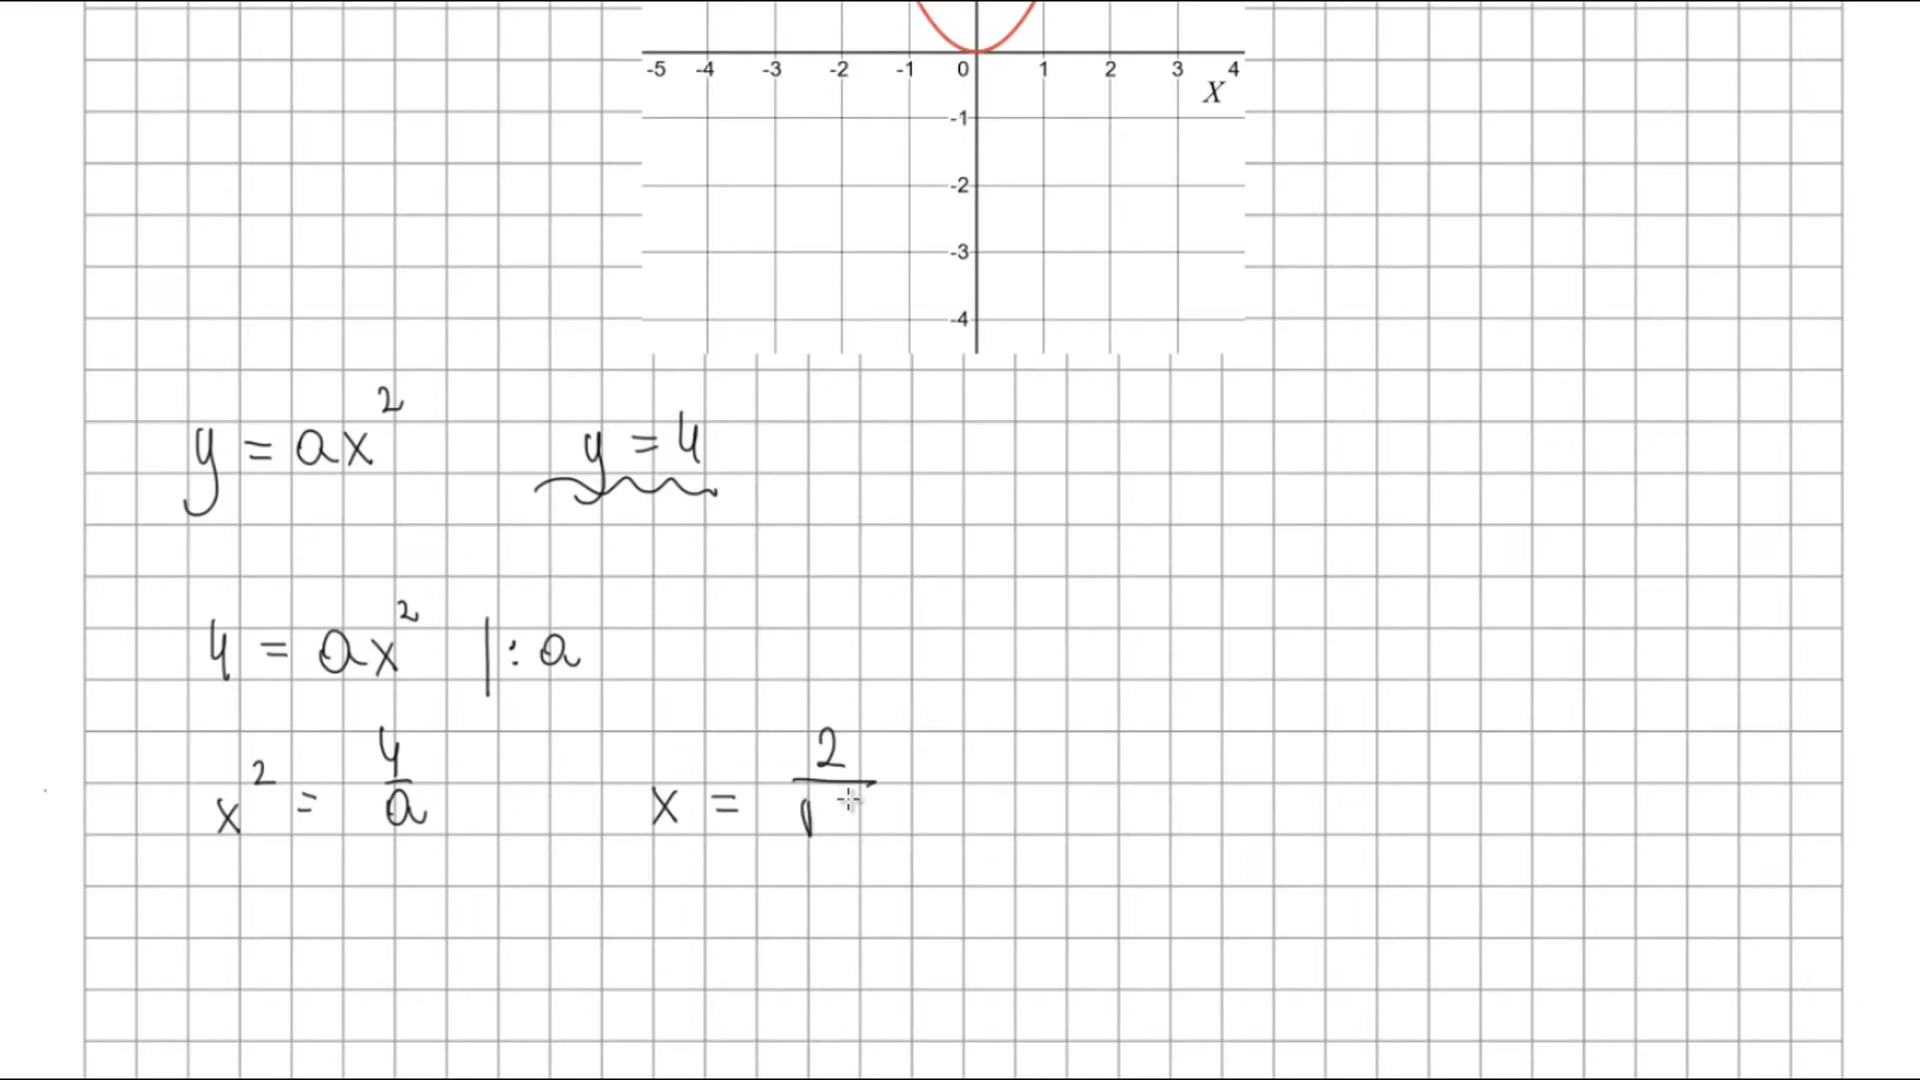 -5 -4 -3 -2 -1 0 1 2 3 4
X
-1
-2
-3
-4
y = ax² y = 4
4 = ax² |: a
x² = 4/a x = 2/√